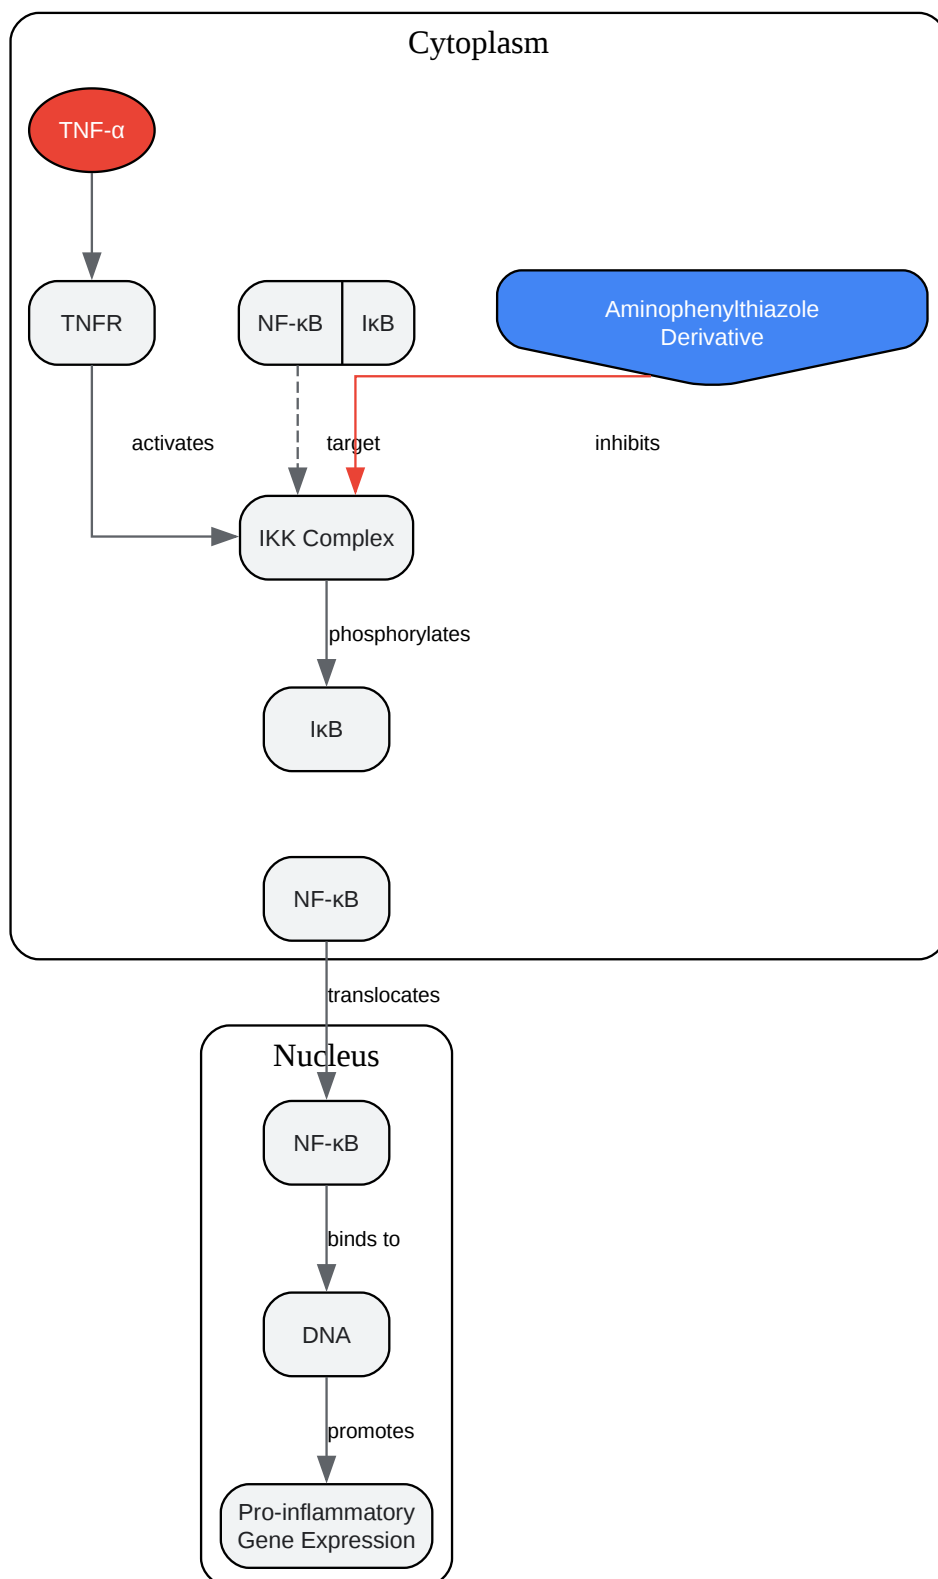 Cytoplasm
TNF-α
TNFR
NF-κB
IκB
Aminophenylthiazole
Derivative
activates
target
inhibits
IKK Complex
phosphorylates
IκB
NF-κB
translocates
Nucleus
NF-κB
binds to
DNA
promotes
Pro-inflammatory
Gene Expression